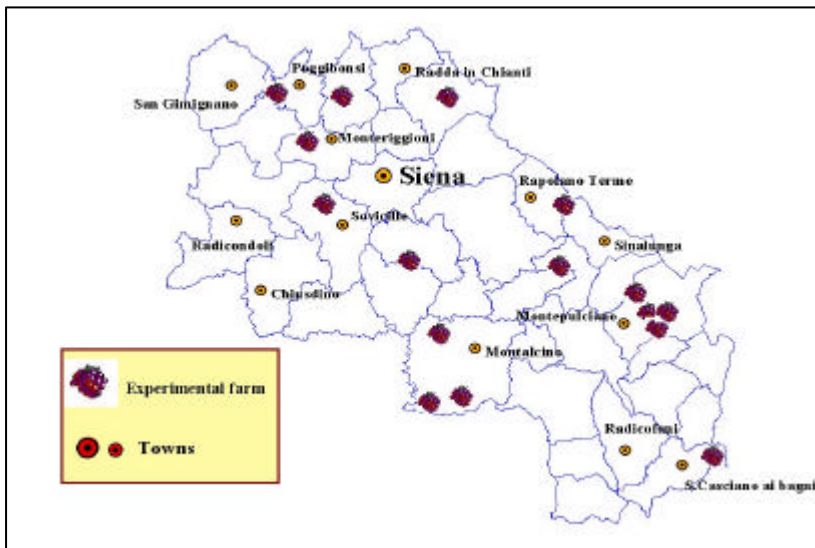 Poggibonsi
Radda in Chianti
San Gimignano
Monteriggioni
Siena
Rapolano Terme
Sovicille
Radicondoli
Sinalunga
Chiusdino
Montepulciano
Montalcino
Experimental farm
Radicofani
Towns
S.Casciano ai bagni